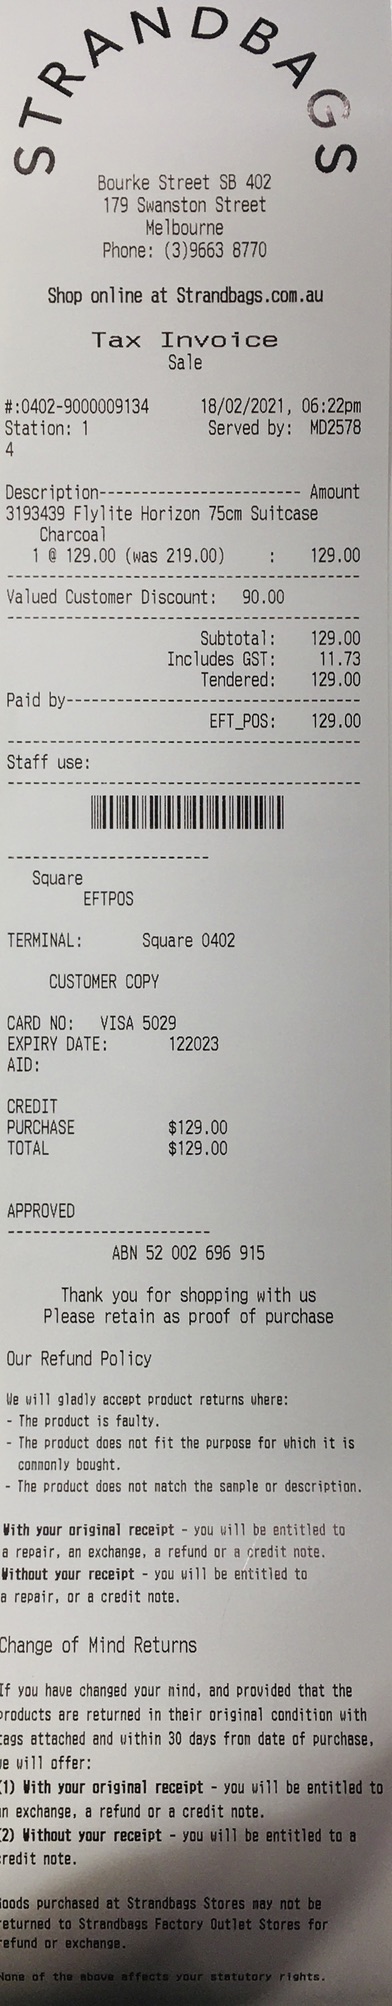 STRANDBAGS
Bourke Street SB 402
179 Swanston Street
Melbourne
Phone: (3)9663 8770
Shop online at Strandbags.com.au
Tax Invoice
Sale
#:0402-9000009134 18/02/2021, 06:22pm
Station: 1 Served by: MD2578
4
Description---------------------------- Amount
3193439 Flylite Horizon 75cm Suitcase
Charcoal
1 @ 129.00 (was 219.00) : 129.00
Valued Customer Discount: 90.00
Subtotal: 129.00
Includes GST: 11.73
Tendered: 129.00
Paid by----------------------------------------
EFT_POS: 129.00
Staff use:
Square
EFTPOS
TERMINAL: Square 0402
CUSTOMER COPY
CARD NO: VISA 5029
EXPIRY DATE: 122023
AID:
CREDIT
PURCHASE $129.00
TOTAL $129.00
APPROVED
ABN 52 002 696 915
Thank you for shopping with us
Please retain as proof of purchase
Our Refund Policy
We will gladly accept product returns where:
- The product is faulty.
- The product does not fit the purpose for which it is
commonly bought.
- The product does not match the sample or description.
With your original receipt - you will be entitled to
a repair, an exchange, a refund or a credit note.
Without your receipt - you will be entitled to
a repair, or a credit note.
Change of Mind Returns
If you have changed your mind, and provided that the
products are returned in their original condition with
tags attached and within 30 days from date of purchase,
we will offer:
(1) With your original receipt - you will be entitled to
an exchange, a refund or a credit note.
(2) Without your receipt - you will be entitled to a
credit note.
Goods purchased at Strandbags Stores may not be
returned to Strandbags Factory Outlet Stores for
refund or exchange.
None of the above affects your statutory rights.